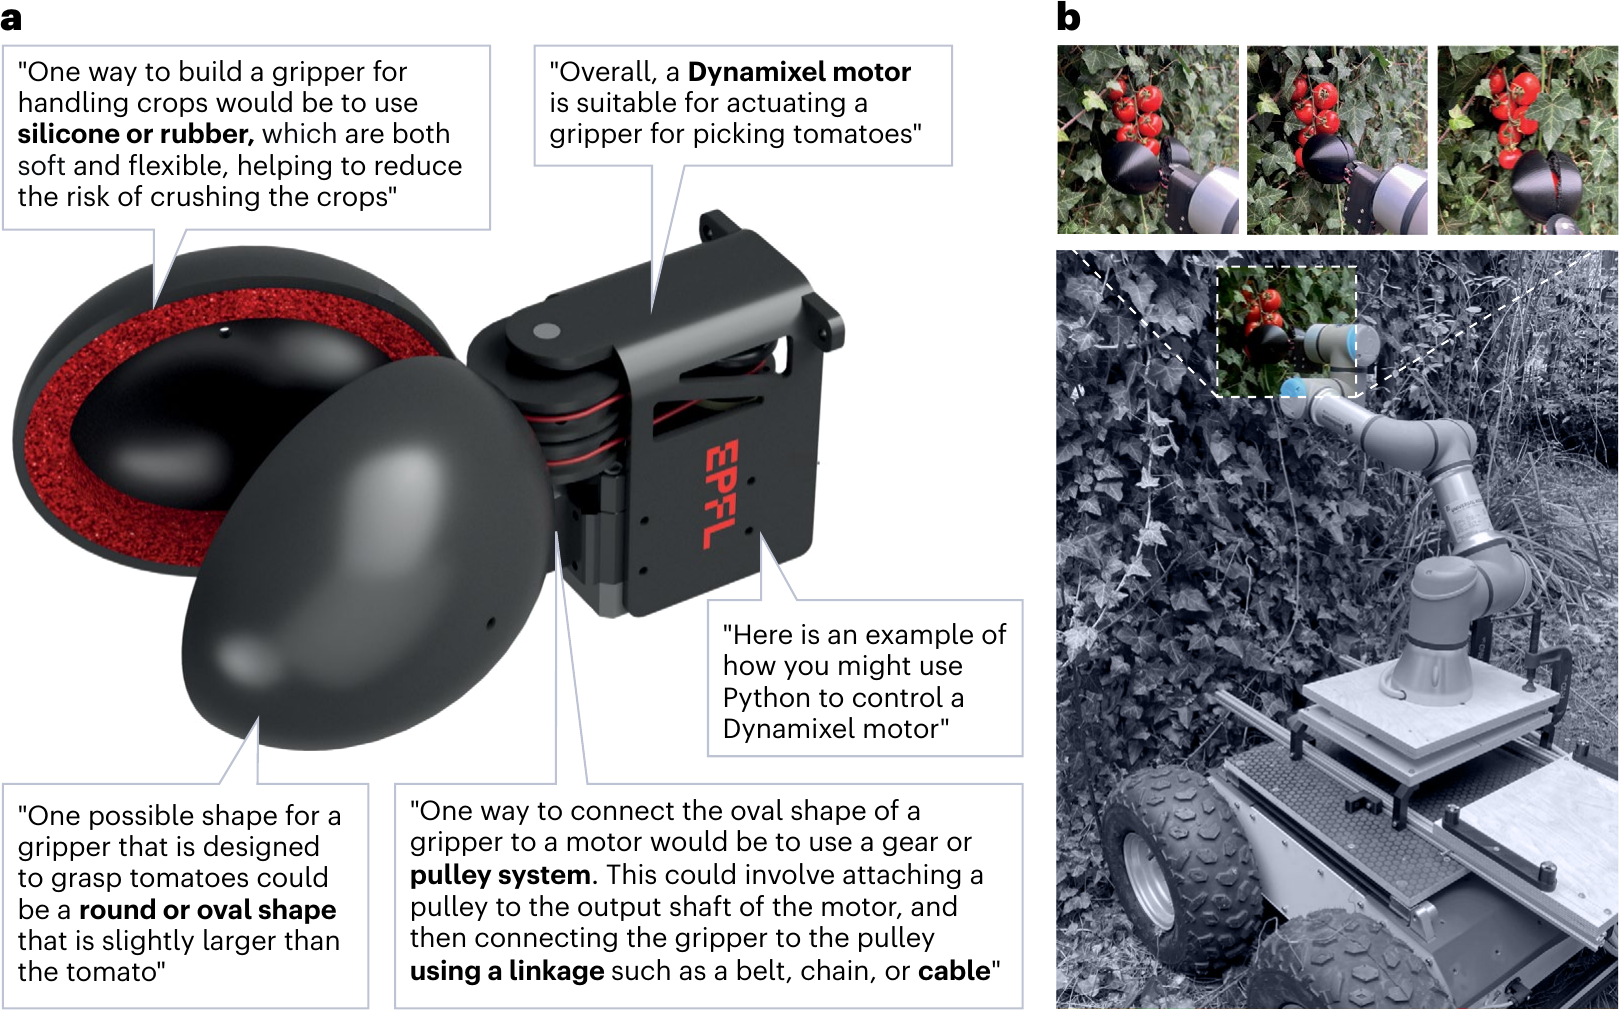 a
"One way to build a gripper for
handling crops would be to use
silicone or rubber, which are both
soft and flexible, helping to reduce
the risk of crushing the crops"
"Overall, a Dynamixel motor
is suitable for actuating a
gripper for picking tomatoes"
EPFL
"Here is an example of
how you might use
Python to control a
Dynamixel motor"
"One possible shape for a
gripper that is designed
to grasp tomatoes could
be a round or oval shape
that is slightly larger than
the tomato"
"One way to connect the oval shape of a
gripper to a motor would be to use a gear or
pulley system. This could involve attaching a
pulley to the output shaft of the motor, and
then connecting the gripper to the pulley
using a linkage such as a belt, chain, or cable"
b